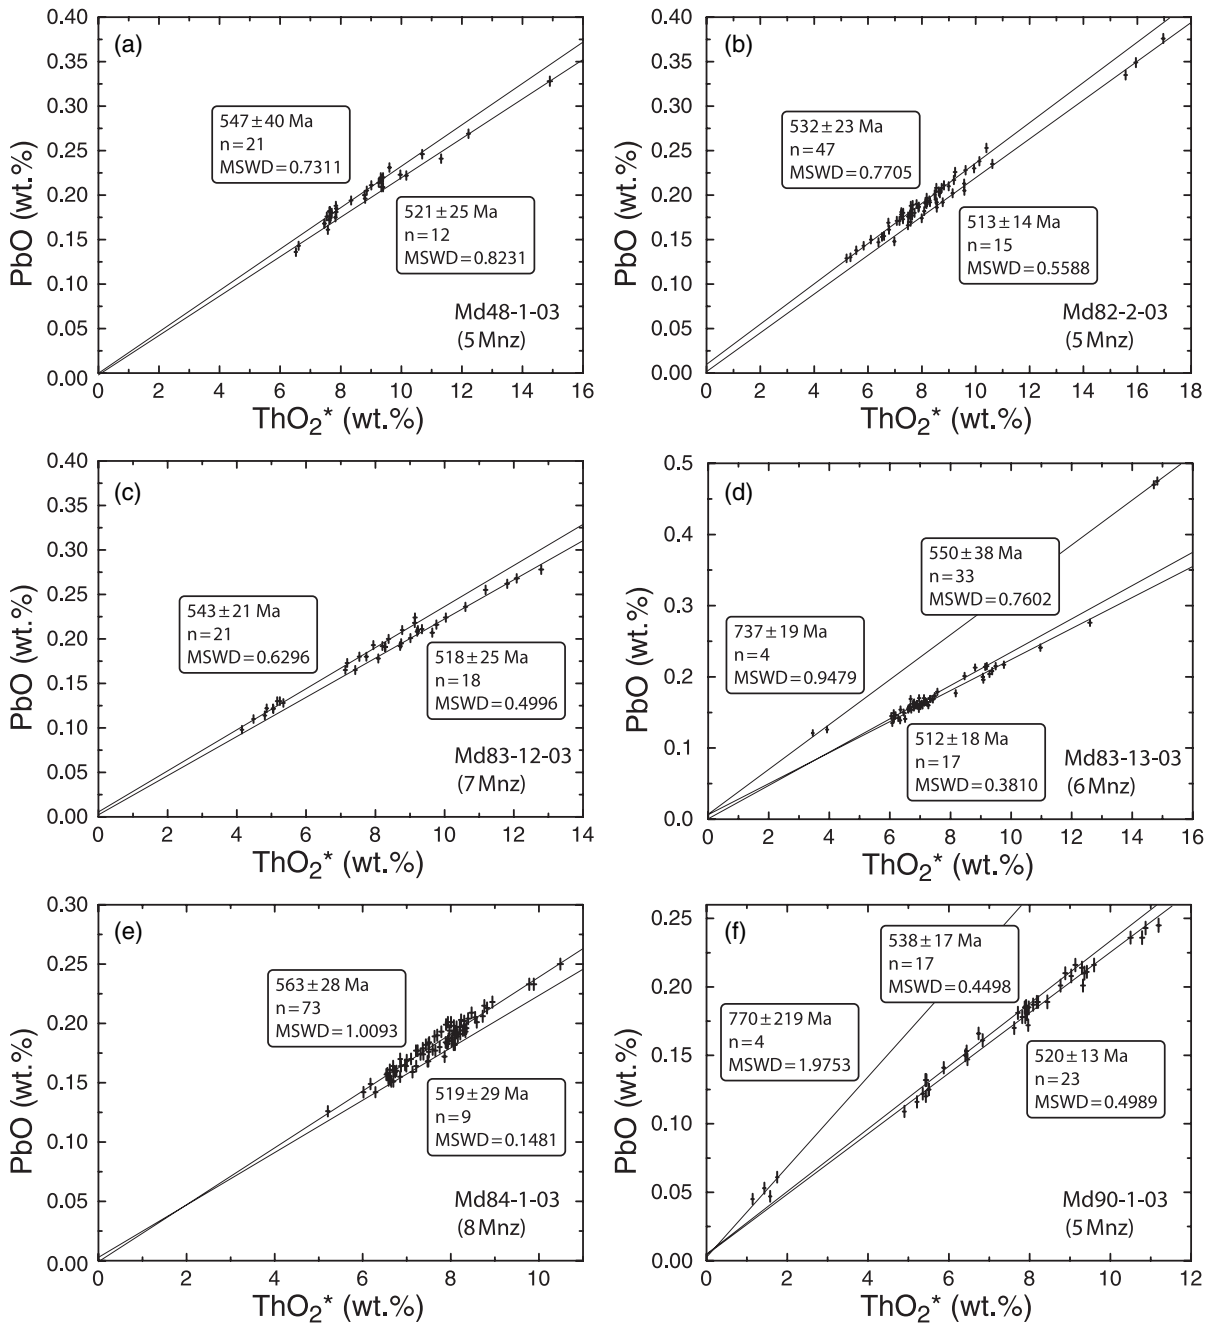 (a)
0.40
0.35
0.30
0.25
0.20
0.15
0.10
0.05
0.00
PbO (wt.%)
547±40 Ma
n=21
MSWD=0.7311
521±25 Ma
n=12
MSWD=0.8231
Md48-1-03
(5Mnz)
0 2 4 6 8 10 12 14 16
ThO2* (wt.%)
(b)
0.40
0.35
0.30
0.25
0.20
0.15
0.10
0.05
0.00
PbO (wt.%)
532±23 Ma
n=47
MSWD=0.7705
513±14 Ma
n=15
MSWD=0.5588
Md82-2-03
(5Mnz)
0 2 4 6 8 10 12 14 16 18
ThO2* (wt.%)
(c)
0.40
0.35
0.30
0.25
0.20
0.15
0.10
0.05
0.00
PbO (wt.%)
543±21 Ma
n=21
MSWD=0.6296
518±25 Ma
n=18
MSWD=0.4996
Md83-12-03
(7Mnz)
0 2 4 6 8 10 12 14
ThO2* (wt.%)
(d)
0.5
0.4
0.3
0.2
0.1
0.0
PbO (wt.%)
550±38 Ma
n=33
MSWD=0.7602
737±19 Ma
n=4
MSWD=0.9479
512±18 Ma
n=17
MSWD=0.3810
Md83-13-03
(6Mnz)
0 2 4 6 8 10 12 14 16
ThO2* (wt.%)
(e)
0.30
0.25
0.20
0.15
0.10
0.05
0.00
PbO (wt.%)
563±28 Ma
n=73
MSWD=1.0093
519±29 Ma
n=9
MSWD=0.1481
Md84-1-03
(8Mnz)
0 2 4 6 8 10
ThO2* (wt.%)
(f)
0.25
0.20
0.15
0.10
0.05
0.00
PbO (wt.%)
538±17 Ma
n=17
MSWD=0.4498
770±219 Ma
n=4
MSWD=1.9753
520±13 Ma
n=23
MSWD=0.4989
Md90-1-03
(5Mnz)
0 2 4 6 8 10 12
ThO2* (wt.%)